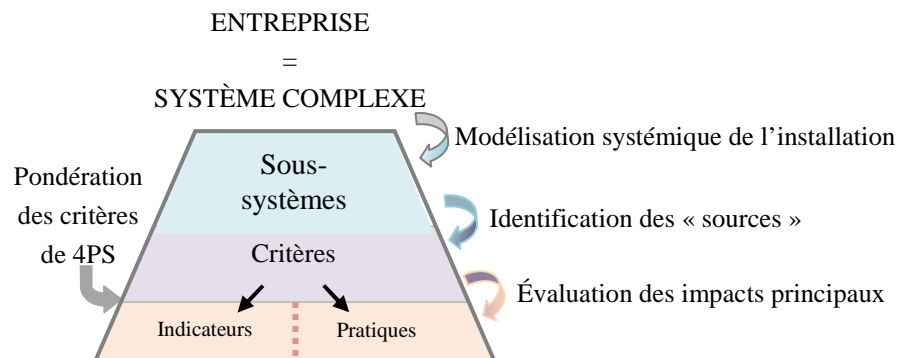 ENTREPRISE
=
SYSTÈME COMPLEXE
Modélisation systémique de l’installation
Sous-
systèmes
Pondération
des critères
de 4PS
Identification des « sources »
Critères
Évaluation des impacts principaux
Indicateurs
Pratiques